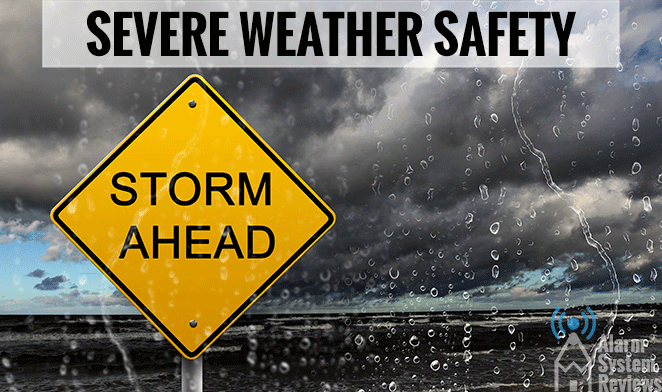 SEVERE WEATHER SAFETY
STORM
AHEAD
Alarm
System
Reviews